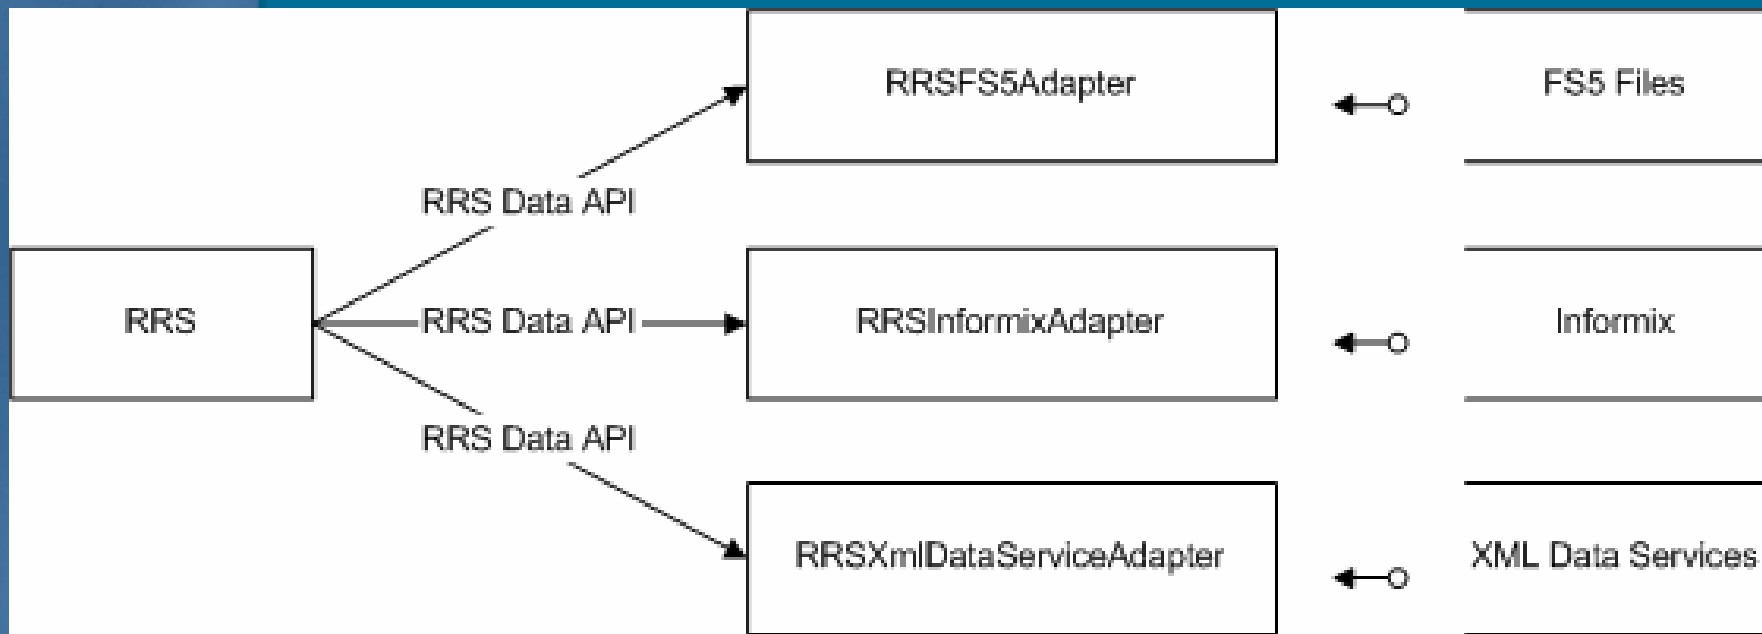 RRSFS5Adapter
FS5 Files
RRS Data API
RRS
RRS Data API
RRSInformixAdapter
Informix
RRS Data API
RRSXmlDataServiceAdapter
XML Data Services